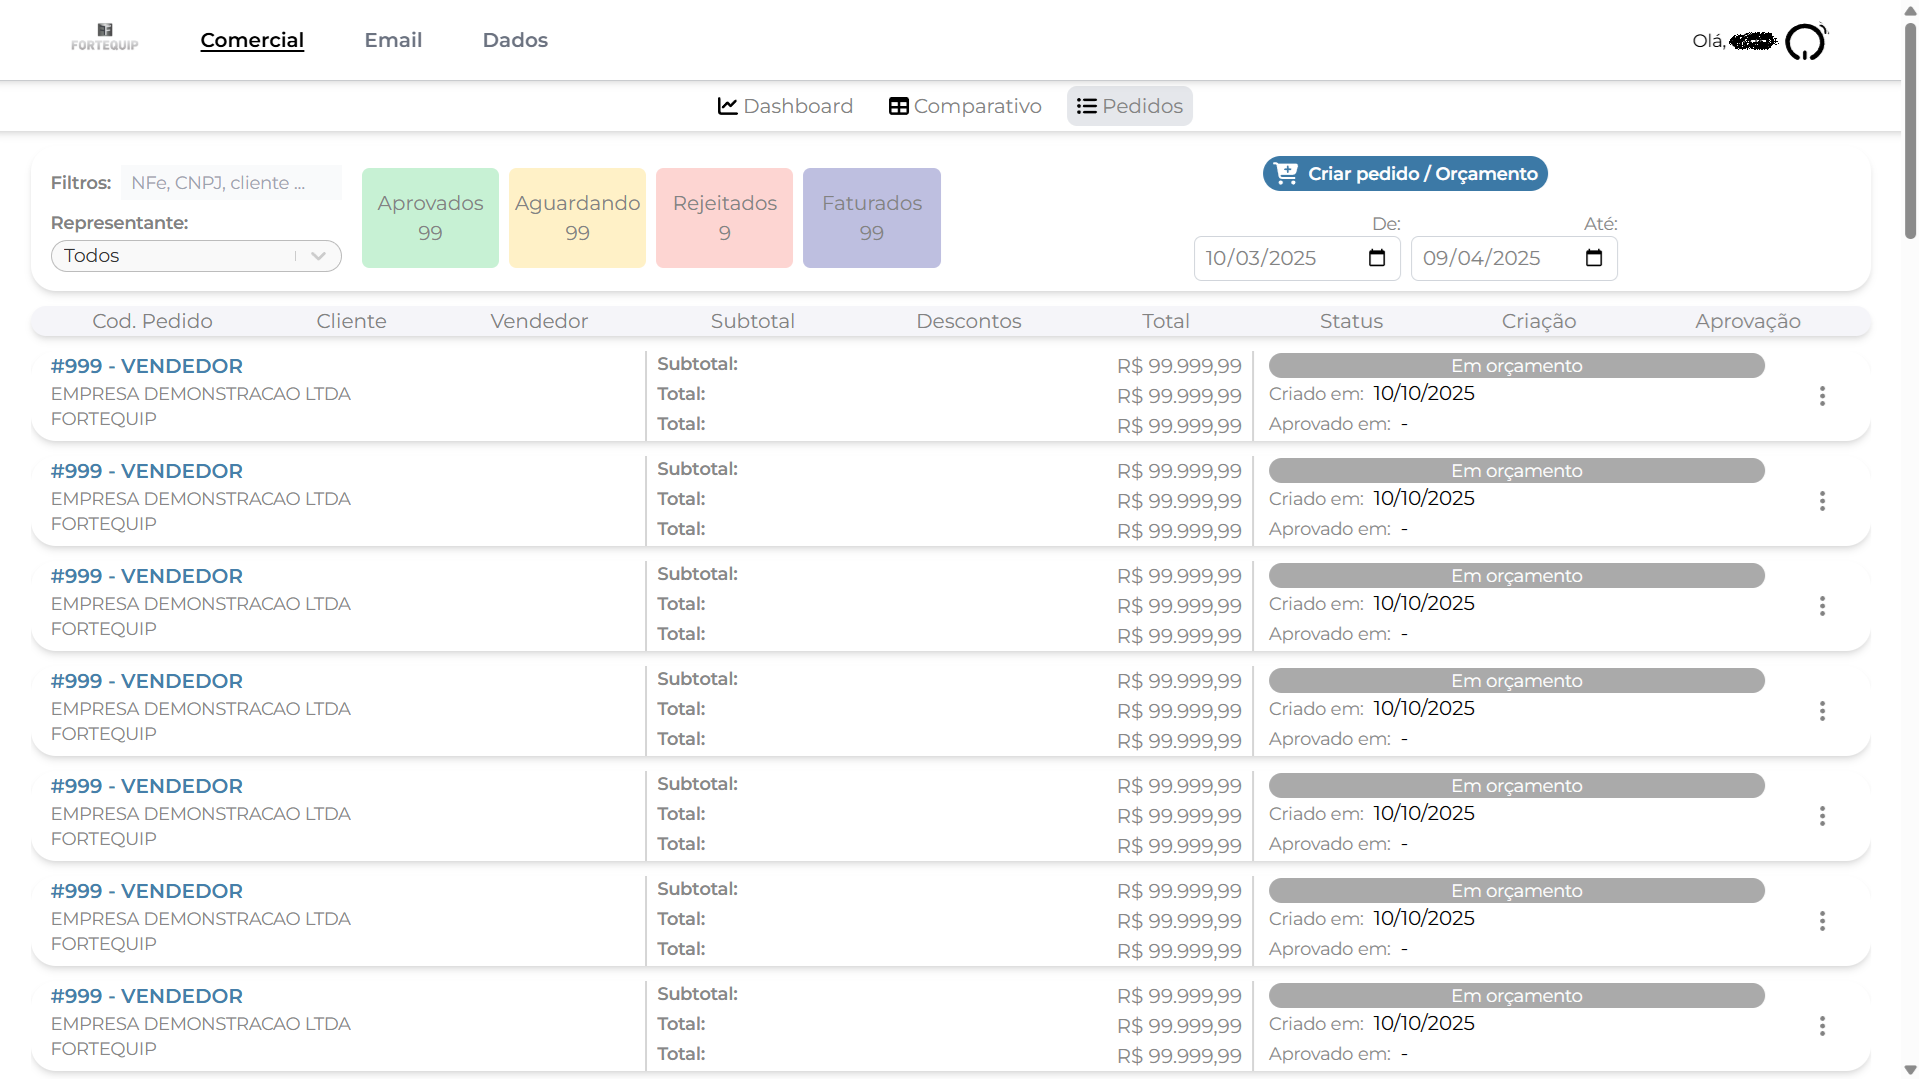 FORTEQUIP
Comercial
Email
Dados
Olá,
Dashboard
Comparativo
Pedidos
Filtros:
NFe, CNPJ, cliente ...
Representante:
Todos
Aprovados
99
Aguardando
99
Rejeitados
9
Faturados
99
Criar pedido / Orçamento
De:
10/03/2025
Até:
09/04/2025
Cod. Pedido
Cliente
Vendedor
Subtotal
Descontos
Total
Status
Criação
Aprovação
#999 - VENDEDOR
EMPRESA DEMONSTRACAO LTDA
FORTEQUIP
Subtotal: R$ 99.999,99
Total: R$ 99.999,99
Total: R$ 99.999,99
Em orçamento
Criado em: 10/10/2025
Aprovado em: -
#999 - VENDEDOR
EMPRESA DEMONSTRACAO LTDA
FORTEQUIP
Subtotal: R$ 99.999,99
Total: R$ 99.999,99
Total: R$ 99.999,99
Em orçamento
Criado em: 10/10/2025
Aprovado em: -
#999 - VENDEDOR
EMPRESA DEMONSTRACAO LTDA
FORTEQUIP
Subtotal: R$ 99.999,99
Total: R$ 99.999,99
Total: R$ 99.999,99
Em orçamento
Criado em: 10/10/2025
Aprovado em: -
#999 - VENDEDOR
EMPRESA DEMONSTRACAO LTDA
FORTEQUIP
Subtotal: R$ 99.999,99
Total: R$ 99.999,99
Total: R$ 99.999,99
Em orçamento
Criado em: 10/10/2025
Aprovado em: -
#999 - VENDEDOR
EMPRESA DEMONSTRACAO LTDA
FORTEQUIP
Subtotal: R$ 99.999,99
Total: R$ 99.999,99
Total: R$ 99.999,99
Em orçamento
Criado em: 10/10/2025
Aprovado em: -
#999 - VENDEDOR
EMPRESA DEMONSTRACAO LTDA
FORTEQUIP
Subtotal: R$ 99.999,99
Total: R$ 99.999,99
Total: R$ 99.999,99
Em orçamento
Criado em: 10/10/2025
Aprovado em: -
#999 - VENDEDOR
EMPRESA DEMONSTRACAO LTDA
FORTEQUIP
Subtotal: R$ 99.999,99
Total: R$ 99.999,99
Total: R$ 99.999,99
Em orçamento
Criado em: 10/10/2025
Aprovado em: -